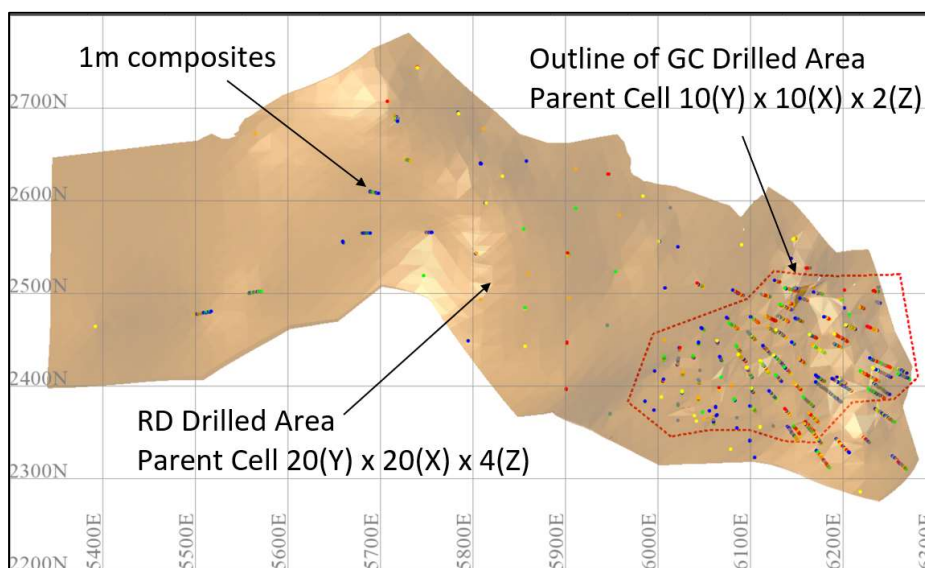 1m composites
Outline of GC Drilled Area
Parent Cell 10(Y) x 10(X) x 2(Z)
2700N
2600N
2500N
2400N
RD Drilled Area
Parent Cell 20(Y) x 20(X) x 4(Z)
2300N
2200N
5400E
5500E
5600E
5700E
5800E
5900E
6000E
6100E
6200E
6300E